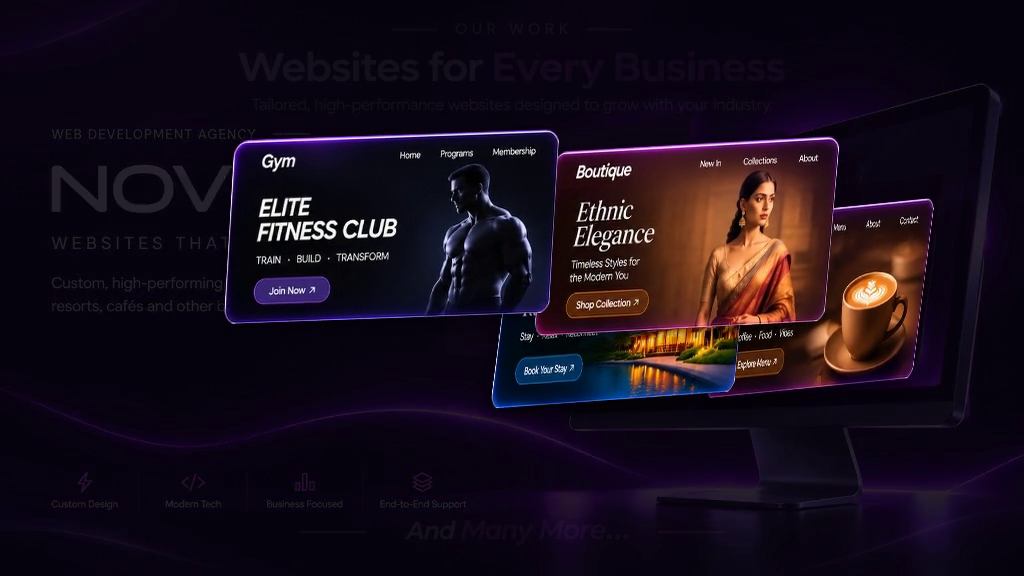 OUR WORK
Websites for Every Business
Tailored, high-performance websites designed to grow with your industry.
WEB DEVELOPMENT AGENCY
NOV
WEBSITES THAT
Custom, high-performing
resorts, cafés and other
Gym
Home Programs Membership
ELITE
FITNESS CLUB
TRAIN · BUILD · TRANSFORM
Join Now ↗
Boutique
New In Collections About
Ethnic
Elegance
Timeless Styles for
the Modern You
Shop Collection ↗
Menu About Contact
Coffee · Food · Vibes
Explore Menu ↗
Stay · Relax · Reconnect
Book Your Stay ↗
Custom Design
Modern Tech
Business Focused
End-to-End Support
And Many More...